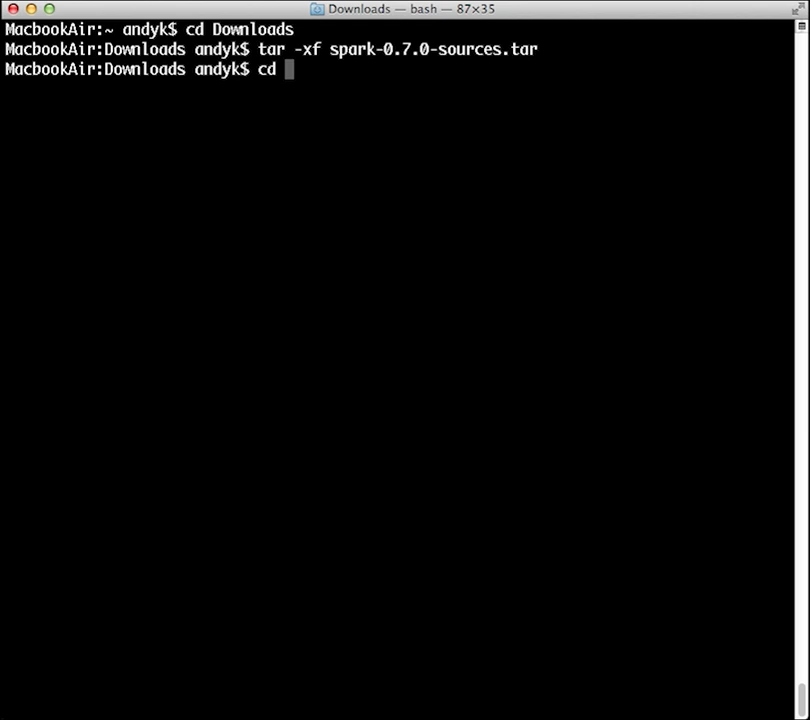 Downloads — bash — 87×35
MacbookAir:~ andyk$ cd Downloads
MacbookAir:Downloads andyk$ tar -xf spark-0.7.0-sources.tar
MacbookAir:Downloads andyk$ cd